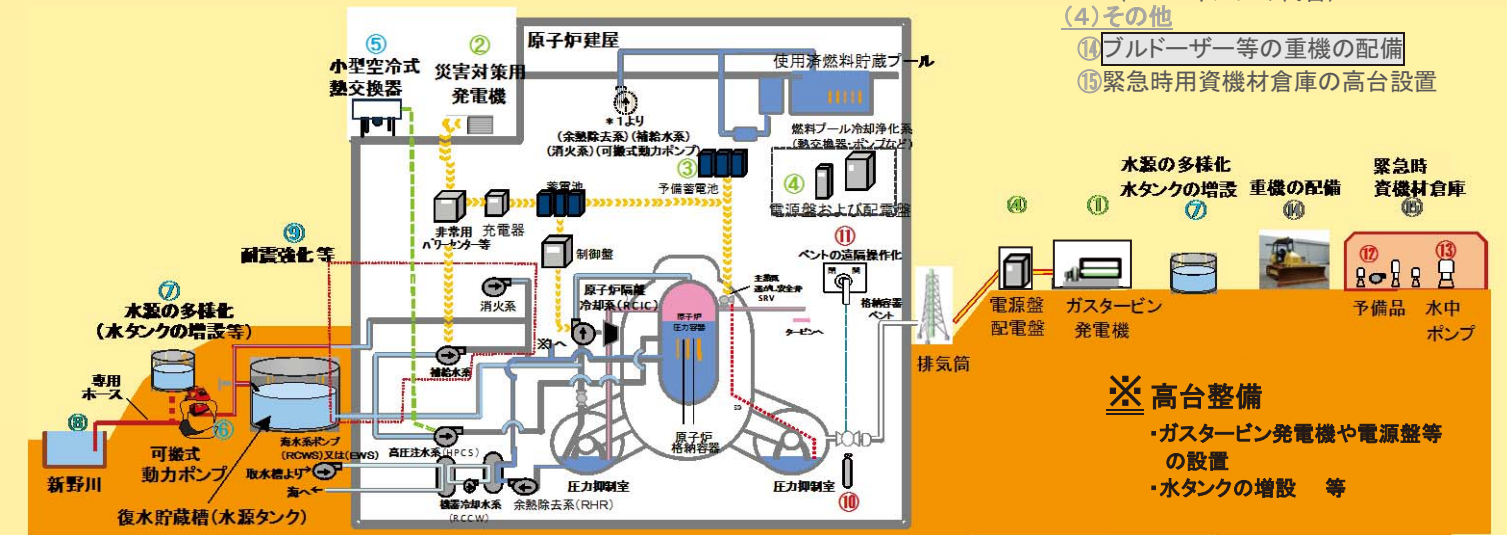 (4)その他
⑭ブルドーザー等の重機の配備
⑮緊急時用資機材倉庫の高台設置
原子炉建屋
⑤
小型空冷式
熱交換器
②
災害対策用
発電機
使用済燃料貯蔵プール
*1より
(余熱除去系)(補給水系)
(消火系)(可搬式動力ポンプ)
燃料プール冷却浄化系
(熱交換器・ポンプなど)
③
予備蓄電池
④
電源盤および配電盤
蓄電池
非常用
パワーセンター等
充電器
制御盤
⑪
ベントの遠隔操作化
閉 開
格納容器
ベント
主蒸気
逃がし安全弁
SRV
タービンへ
⑨
耐震強化等
消火系
原子炉隔離
冷却系(RCIC)
原子炉
圧力容器
※へ
補給水系
⑦
水源の多様化
(水タンクの増設等)
専用
ホース
⑧
新野川
⑥
可搬式
動力ポンプ
海水系ポンプ
(RCWS)又は(EWS)
取水槽より
海へ
復水貯蔵槽(水源タンク)
高圧注水系(HPCS)
機器冷却水系
(RCCW)
余熱除去系(RHR)
圧力抑制室
原子炉
格納容器
圧力抑制室
⑩
排気筒
④
電源盤
配電盤
①
ガスタービン
発電機
水源の多様化
水タンクの増設
⑦
重機の配備
⑭
緊急時
資機材倉庫
⑮
⑫
予備品
⑬
水中
ポンプ
※ 高台整備
・ガスタービン発電機や電源盤等
の設置
・水タンクの増設 等